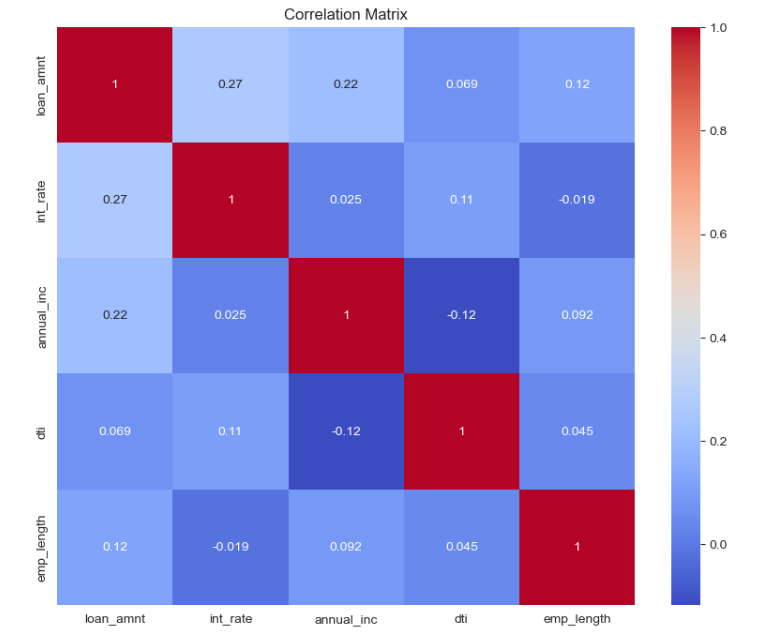 Correlation Matrix
loan_amnt 1 0.27 0.22 0.069 0.12
int_rate 0.27 1 0.025 0.11 -0.019
annual_inc 0.22 0.025 1 -0.12 0.092
dti 0.069 0.11 -0.12 1 0.045
emp_length 0.12 -0.019 0.092 0.045 1
loan_amnt int_rate annual_inc dti emp_length
1.0
0.8
0.6
0.4
0.2
0.0